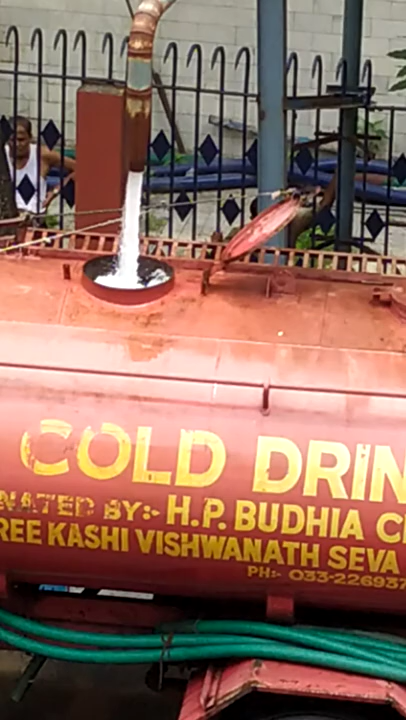 COLD DRIN
NATED BY:- H.P. BUDHIA C
REE KASHI VISHWANATH SEVA
PH:- 033-226937